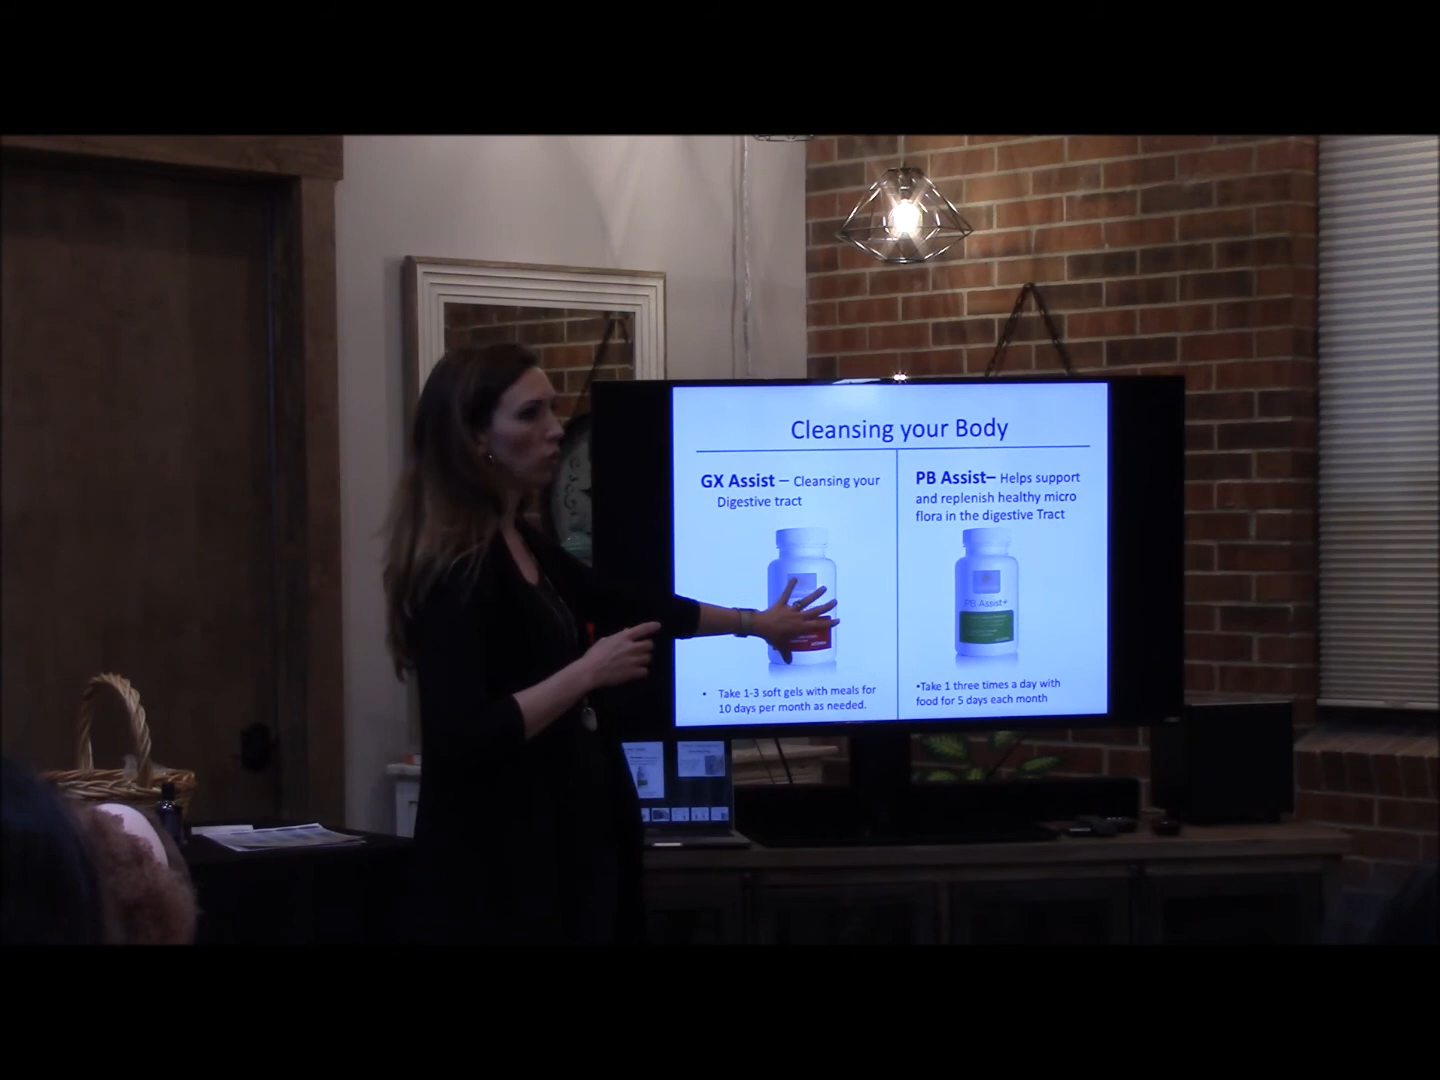 Cleansing your Body
GX Assist – Cleansing your
Digestive tract
• Take 1-3 soft gels with meals for
10 days per month as needed.
PB Assist– Helps support
and replenish healthy micro
flora in the digestive Tract
PB Assist+
•Take 1 three times a day with
food for 5 days each month